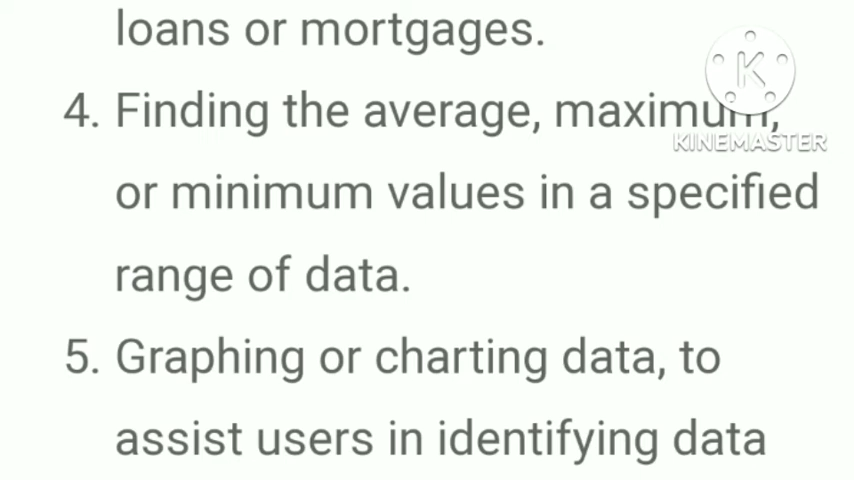 loans or mortgages.
4. Finding the average, maximum,
K
KINEMASTER
or minimum values in a specified
range of data.
5. Graphing or charting data, to
assist users in identifying data